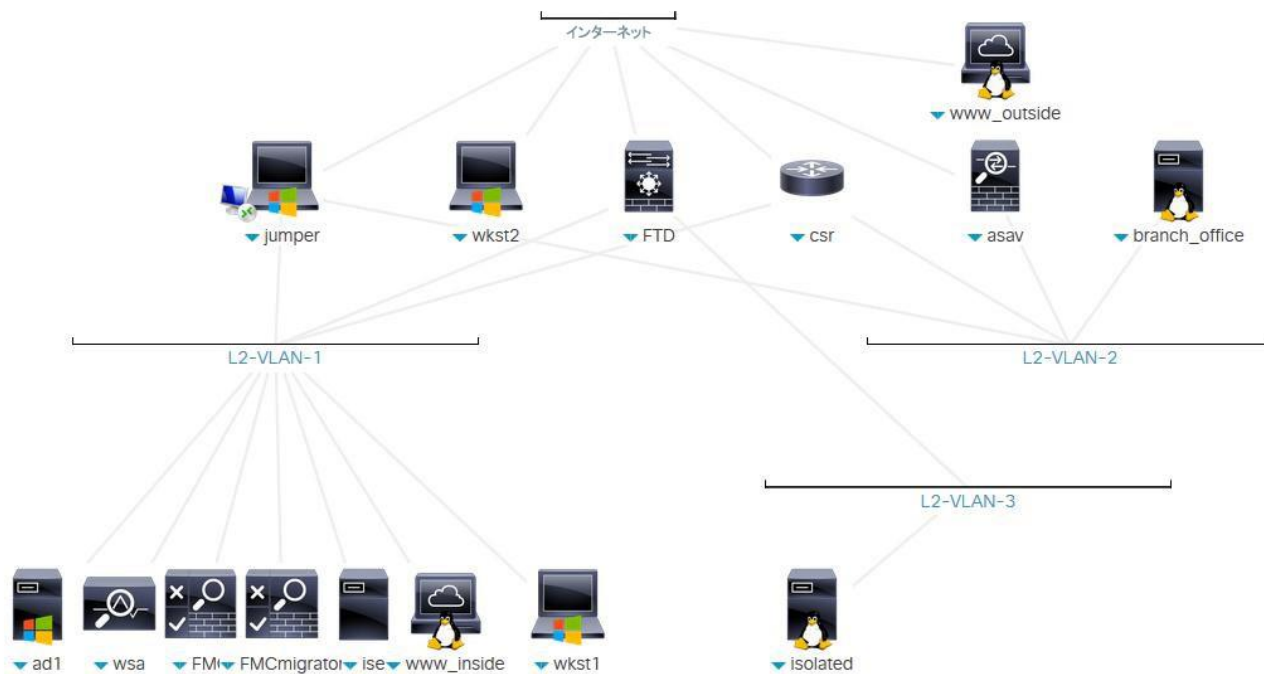 インターネット
www_outside
jumper
wkst2
FTD
csr
asav
branch_office
L2-VLAN-1
L2-VLAN-2
L2-VLAN-3
ad1
wsa
FMCmigrator
ise
www_inside
wkst1
isolated